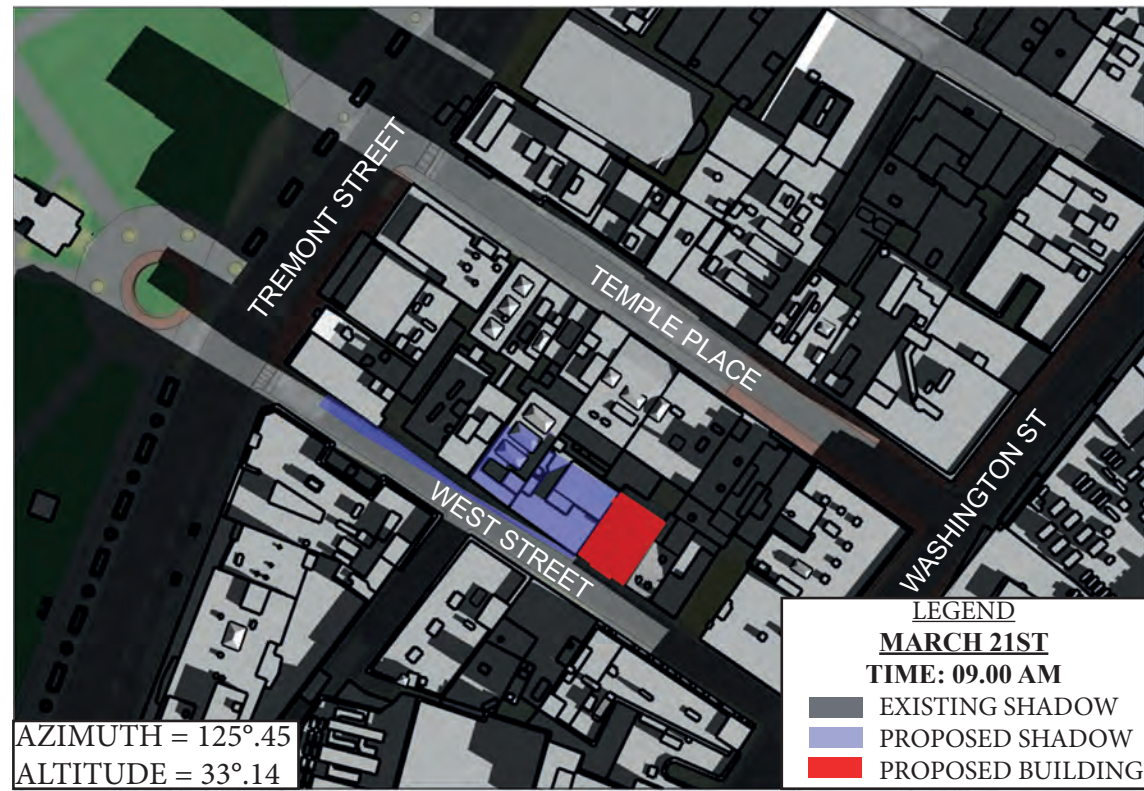 TREMONT STREET
TEMPLE PLACE
WEST STREET
WASHINGTON ST
LEGEND
MARCH 21ST
TIME: 09.00 AM
EXISTING SHADOW
PROPOSED SHADOW
PROPOSED BUILDING
AZIMUTH = 125°.45
ALTITUDE = 33°.14